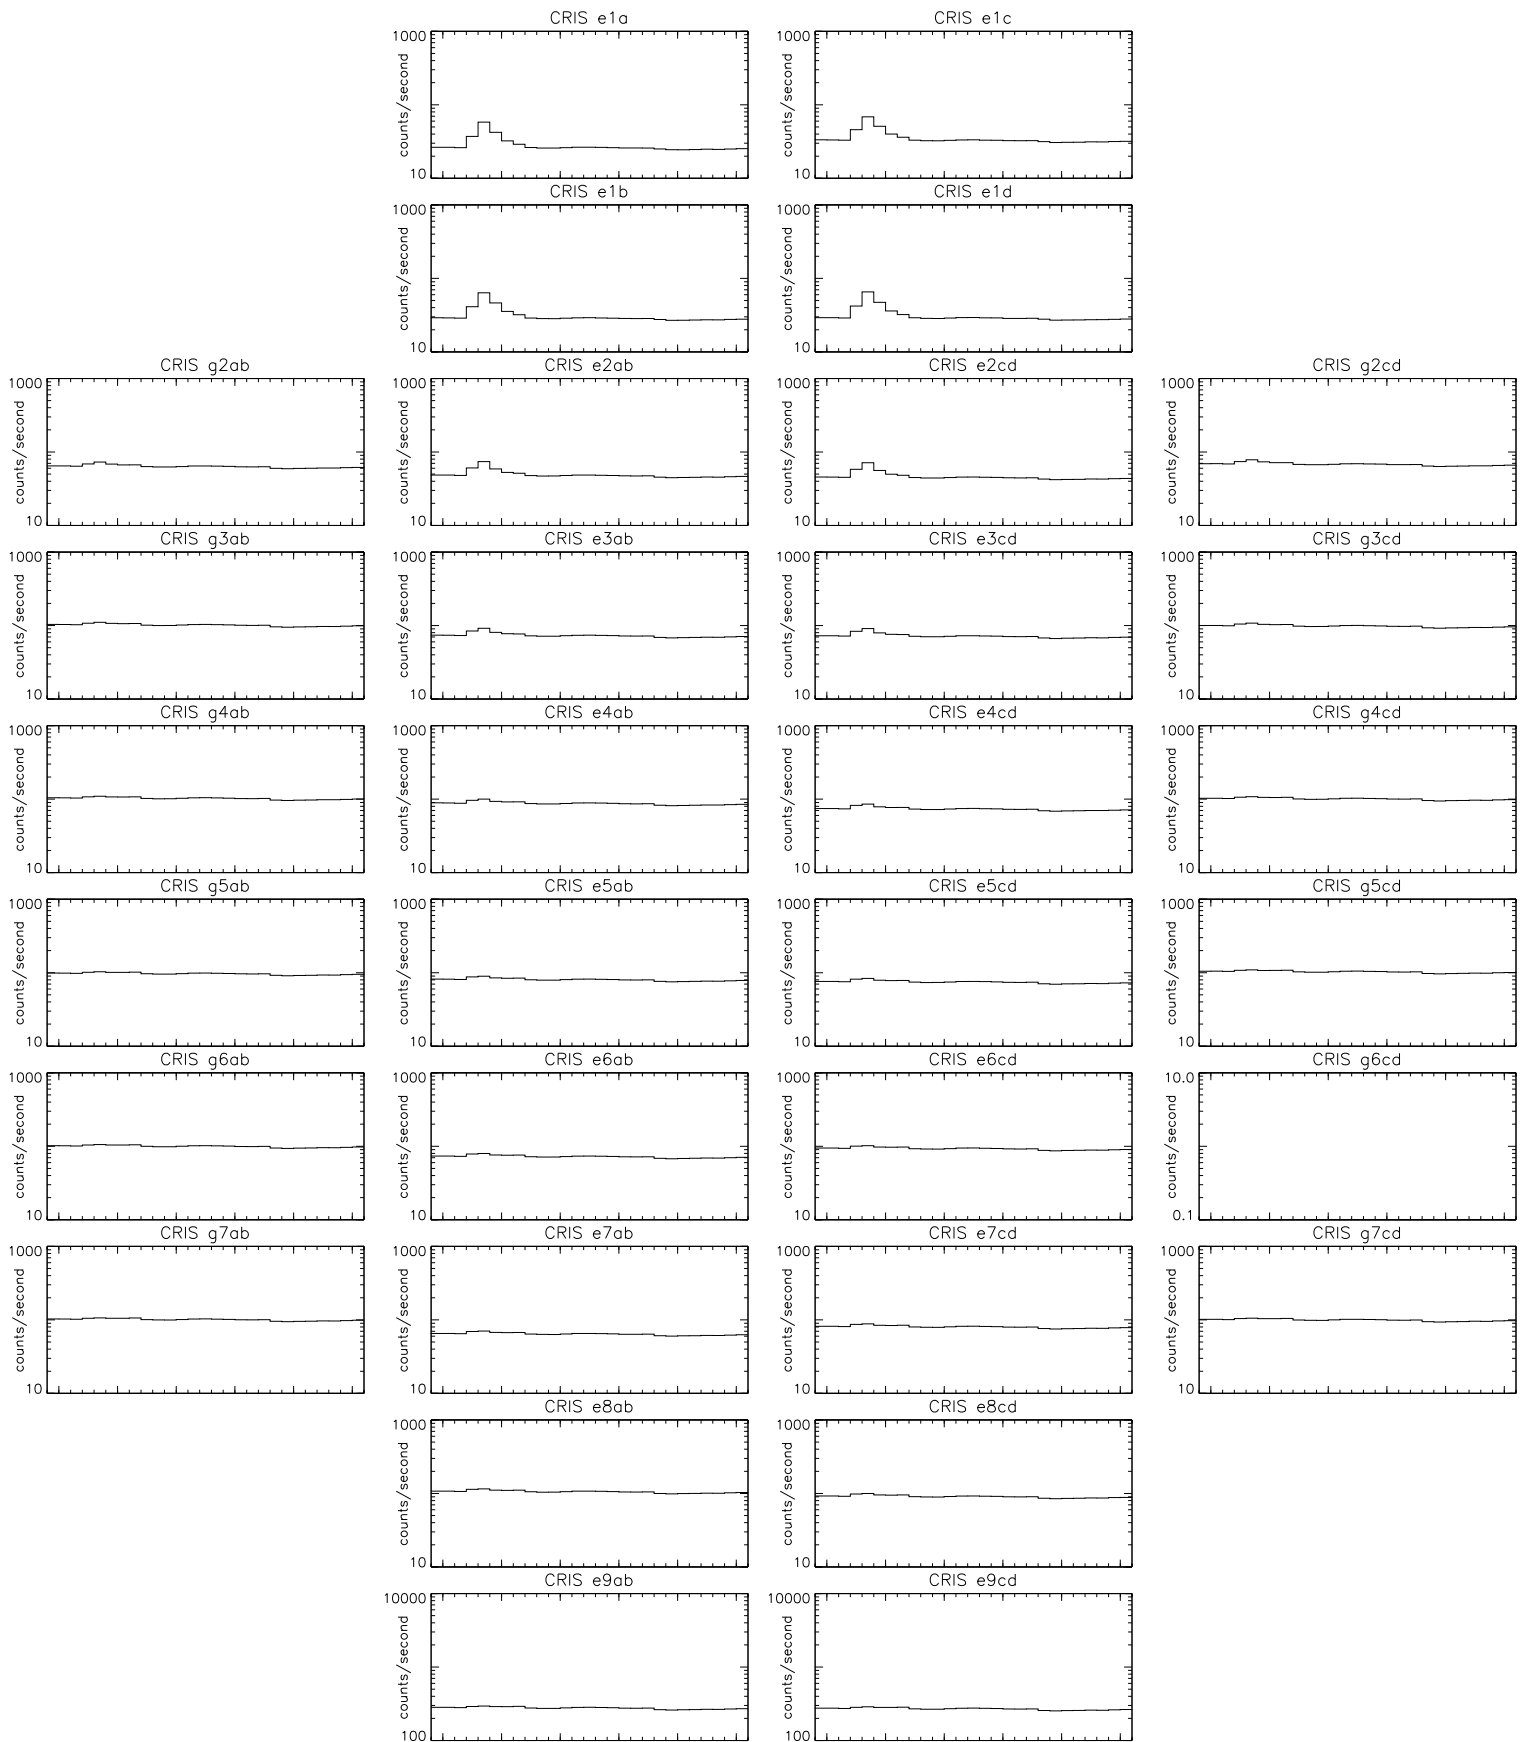 CRIS e1a
1000
counts/second
10
CRIS e1c
1000
counts/second
10
CRIS e1b
1000
counts/second
10
CRIS e1d
1000
counts/second
10
CRIS g2ab
1000
counts/second
10
CRIS e2ab
1000
counts/second
10
CRIS e2cd
1000
counts/second
10
CRIS g2cd
1000
counts/second
10
CRIS g3ab
1000
counts/second
10
CRIS e3ab
1000
counts/second
10
CRIS e3cd
1000
counts/second
10
CRIS g3cd
1000
counts/second
10
CRIS g4ab
1000
counts/second
10
CRIS e4ab
1000
counts/second
10
CRIS e4cd
1000
counts/second
10
CRIS g4cd
1000
counts/second
10
CRIS g5ab
1000
counts/second
10
CRIS e5ab
1000
counts/second
10
CRIS e5cd
1000
counts/second
10
CRIS g5cd
1000
counts/second
10
CRIS g6ab
1000
counts/second
10
CRIS e6ab
1000
counts/second
10
CRIS e6cd
1000
counts/second
10
CRIS g6cd
10.0
counts/second
0.1
CRIS g7ab
1000
counts/second
10
CRIS e7ab
1000
counts/second
10
CRIS e7cd
1000
counts/second
10
CRIS g7cd
1000
counts/second
10
CRIS e8ab
1000
counts/second
10
CRIS e8cd
1000
counts/second
10
CRIS e9ab
10000
counts/second
100
CRIS e9cd
10000
counts/second
100